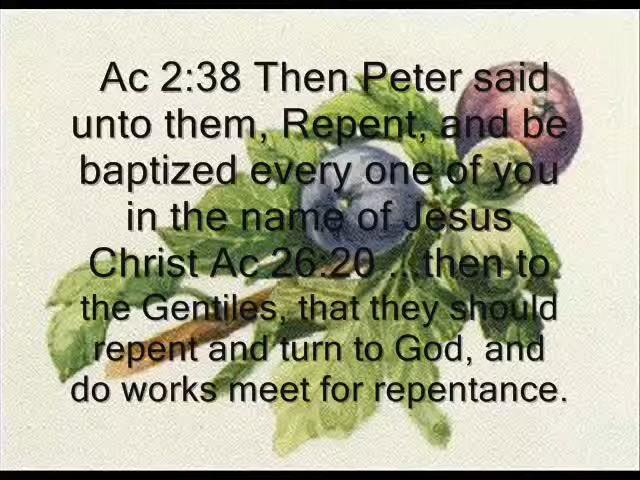 Ac 2:38 Then Peter said
unto them, Repent, and be
baptized every one of you
in the name of Jesus
Christ Ac 26:20 ...then to
the Gentiles, that they should
repent and turn to God, and
do works meet for repentance.